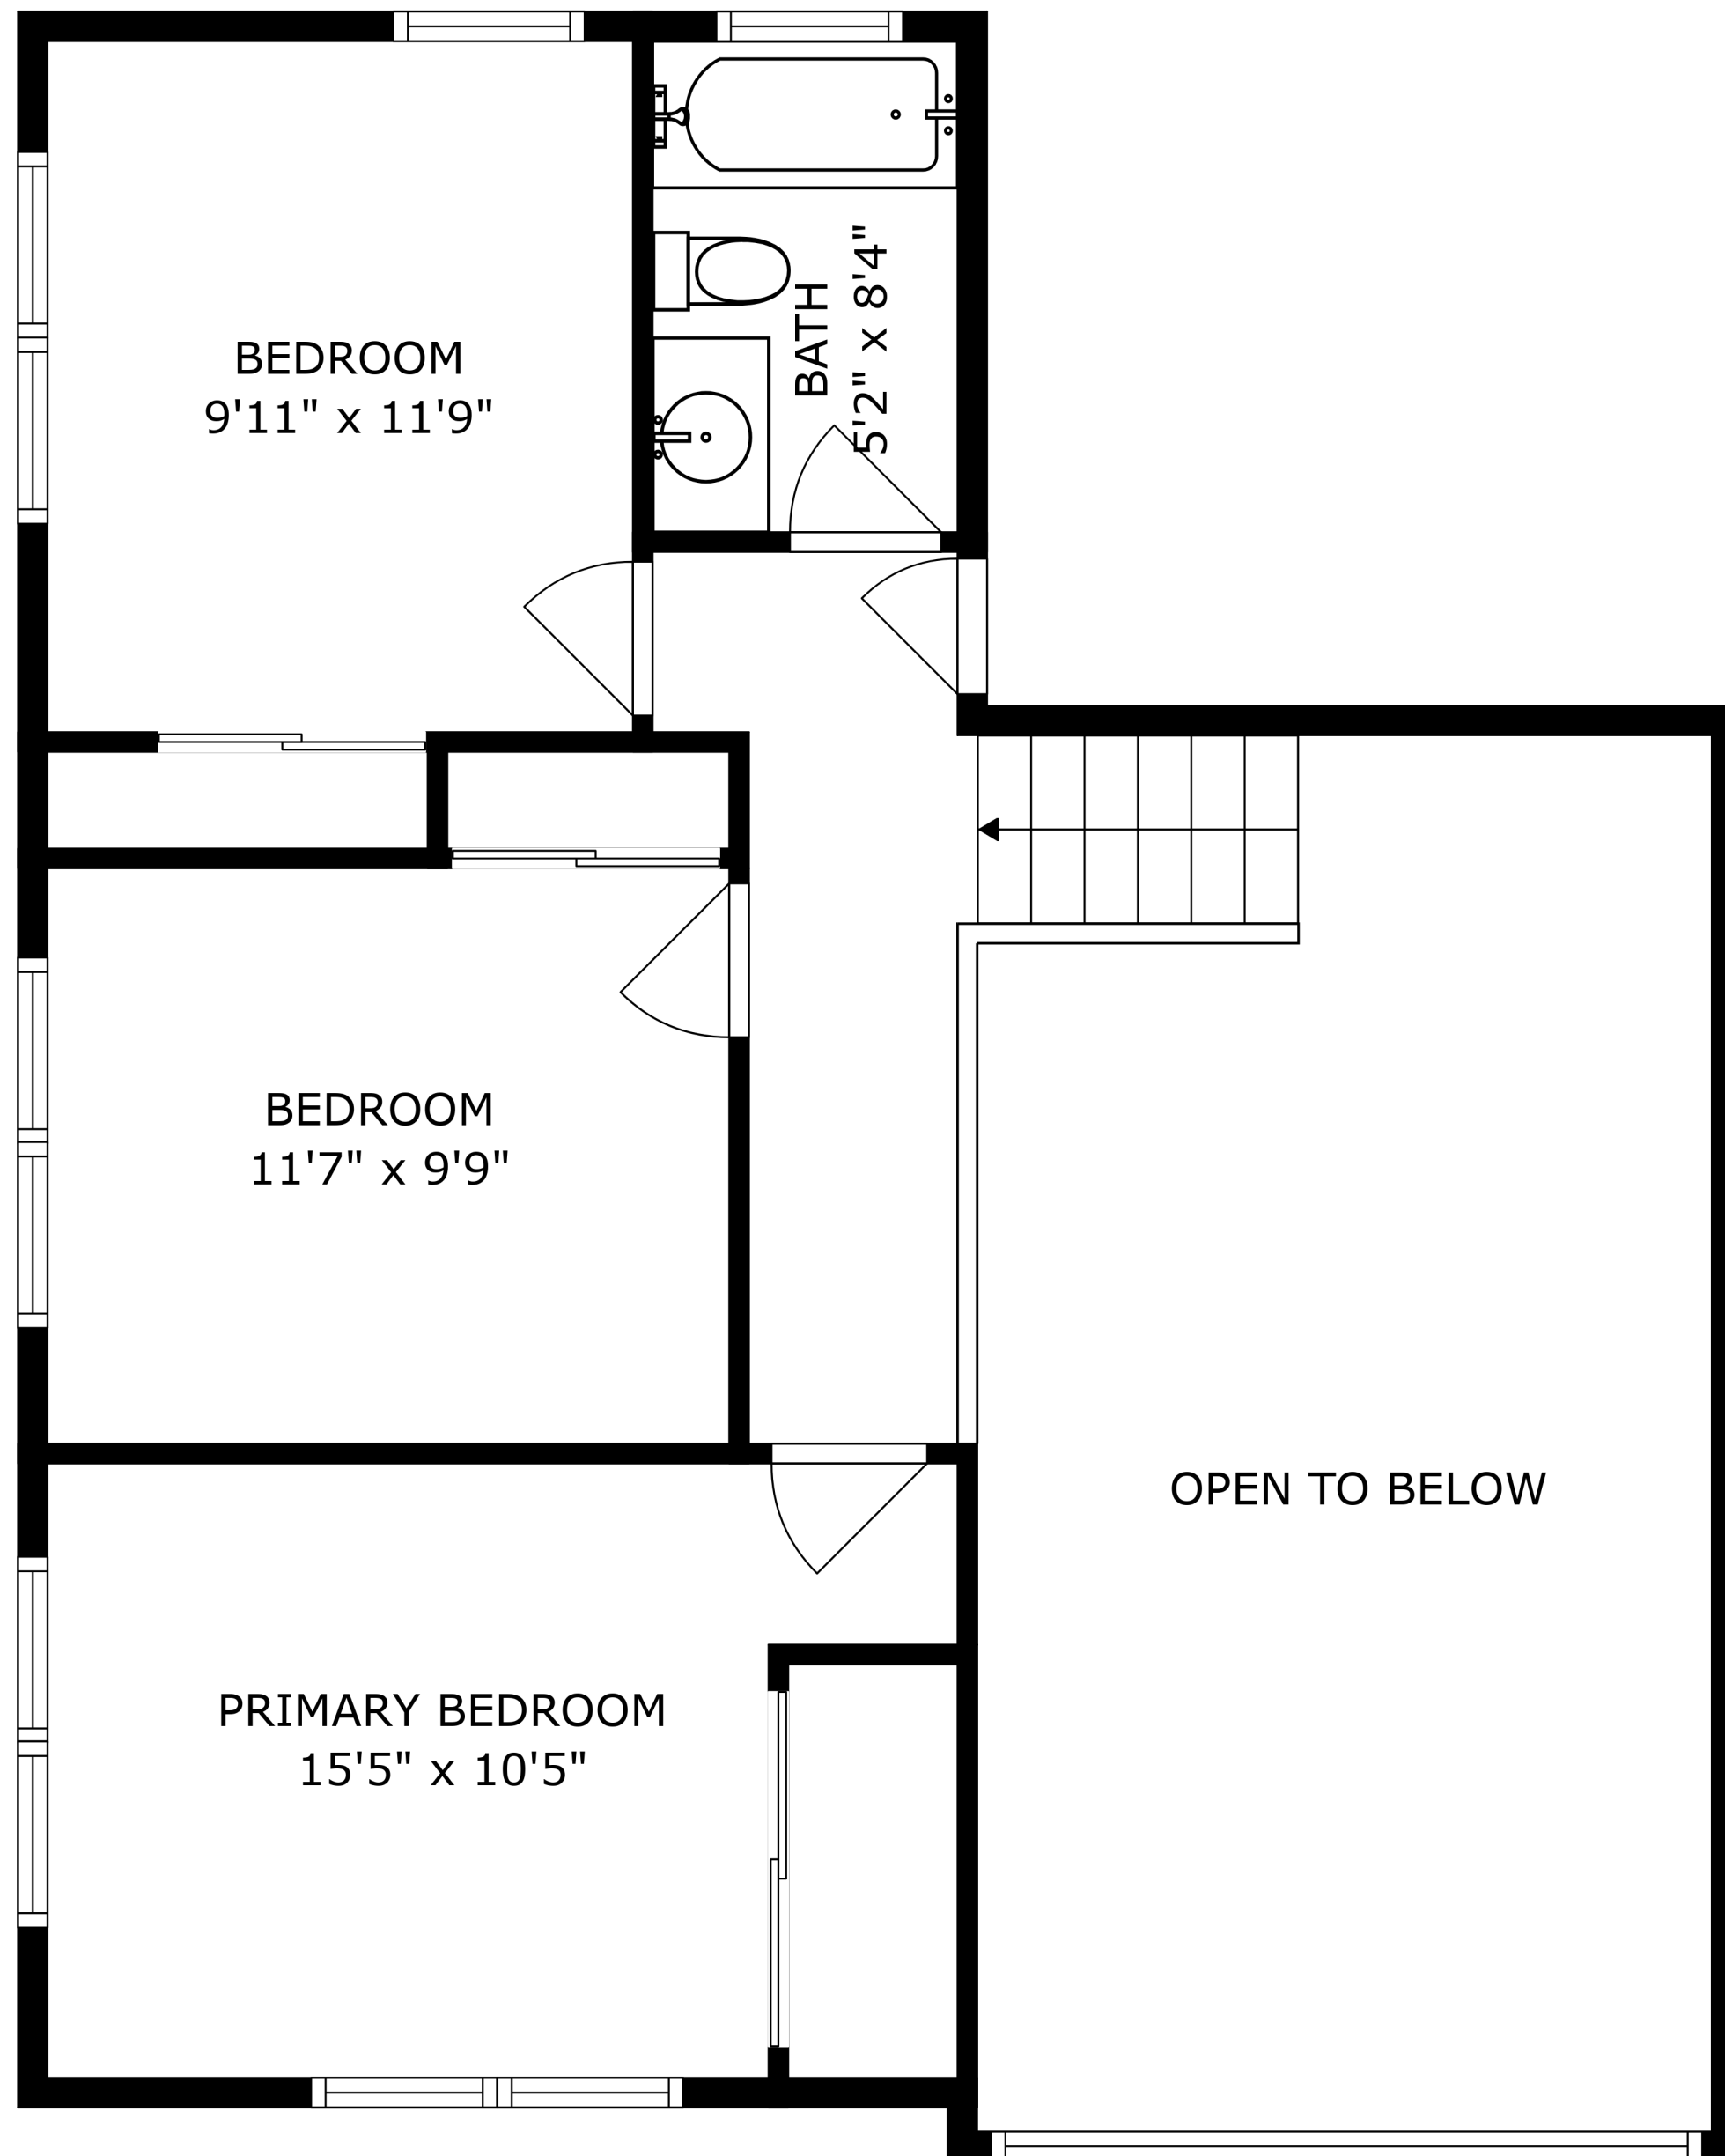 BEDROOM
9'11" x 11'9"
BATH
5'2" x 8'4"
BEDROOM
11'7" x 9'9"
OPEN TO BELOW
PRIMARY BEDROOM
15'5" x 10'5"